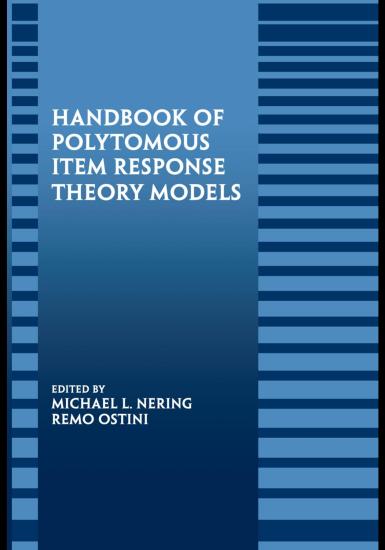 HANDBOOK OF
POLYTOMOUS
ITEM RESPONSE
THEORY MODELS
EDITED BY
MICHAEL L. NERING
REMO OSTINI